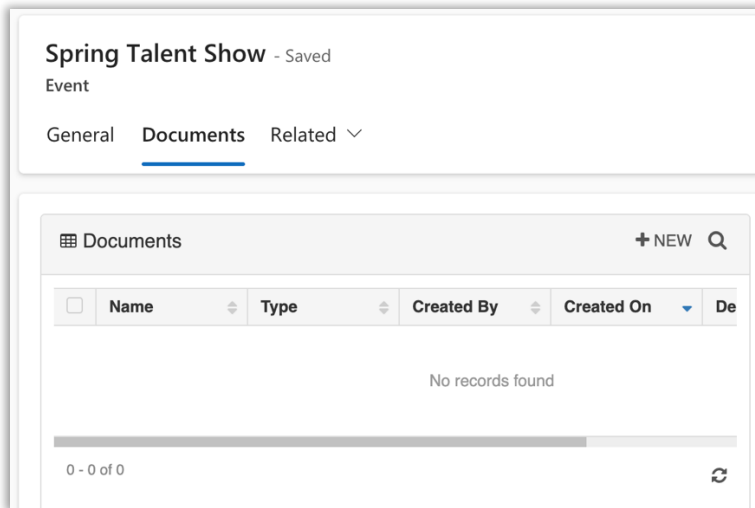 Spring Talent Show - Saved
Event
General Documents Related
Documents + NEW
Name Type Created By Created On De
No records found
0 - 0 of 0